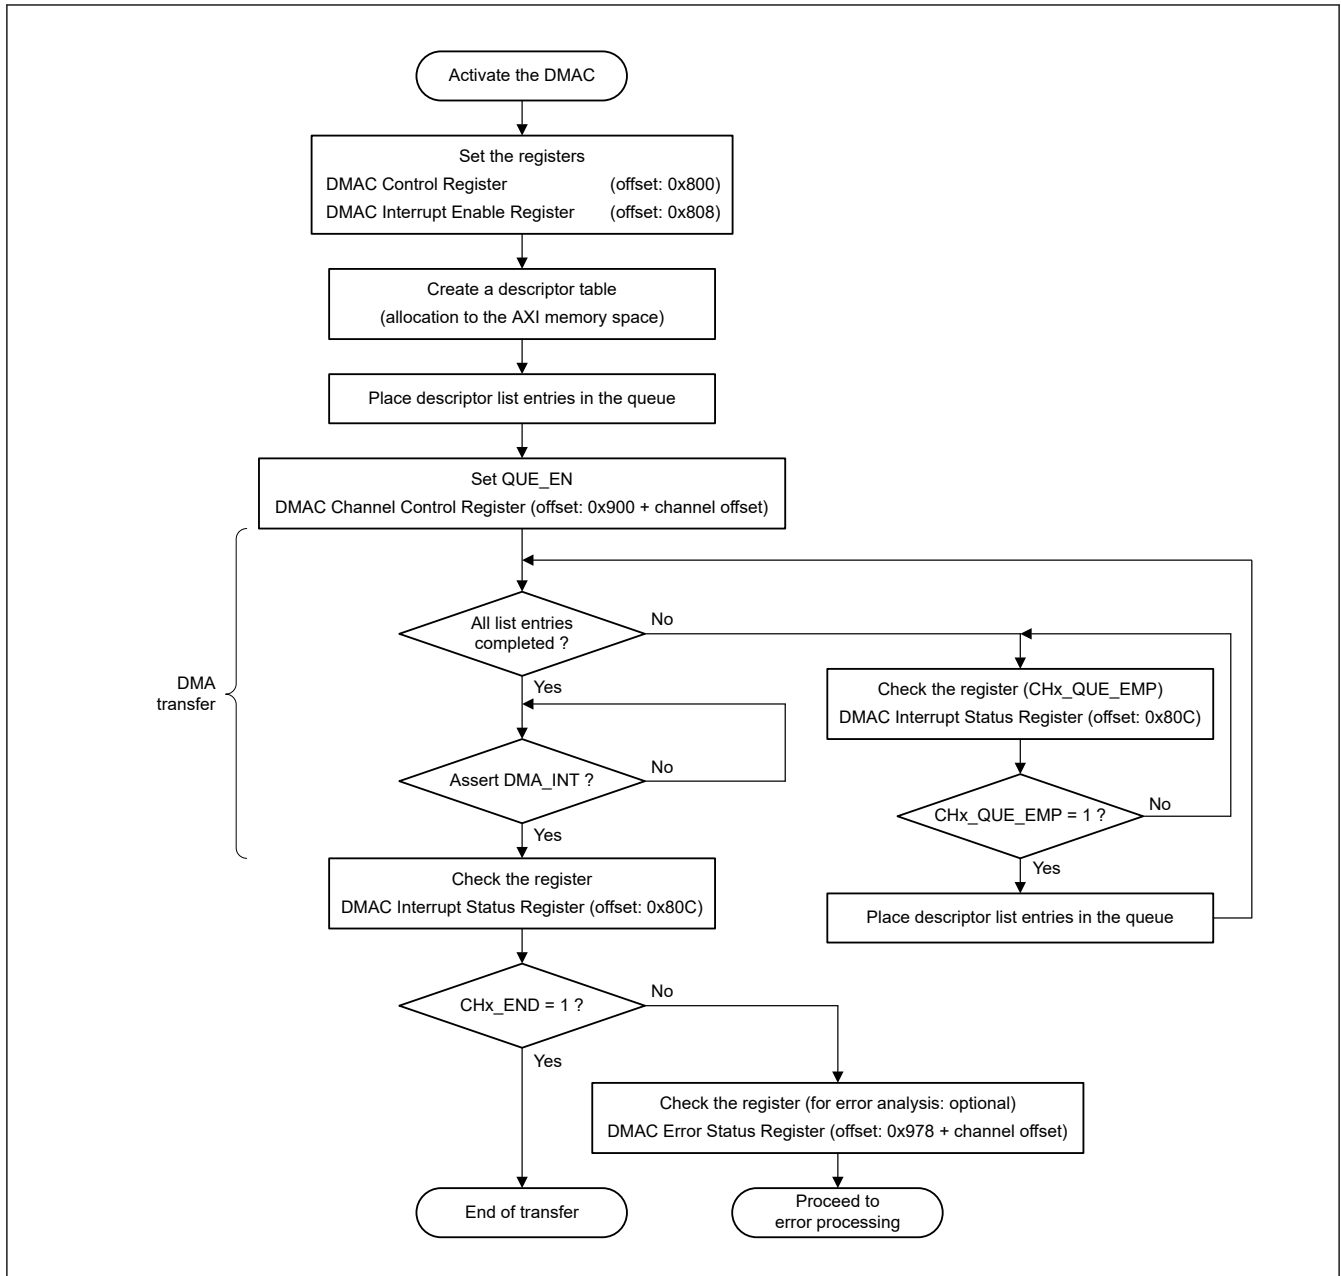 Activate the DMAC
Set the registers
DMAC Control Register (offset: 0x800)
DMAC Interrupt Enable Register (offset: 0x808)
Create a descriptor table
(allocation to the AXI memory space)
Place descriptor list entries in the queue
Set QUE_EN
DMAC Channel Control Register (offset: 0x900 + channel offset)
DMA
transfer
All list entries
completed ?
No
Yes
Check the register (CHx_QUE_EMP)
DMAC Interrupt Status Register (offset: 0x80C)
Assert DMA_INT ?
No
Yes
CHx_QUE_EMP = 1 ?
No
Yes
Place descriptor list entries in the queue
Check the register
DMAC Interrupt Status Register (offset: 0x80C)
CHx_END = 1 ?
No
Yes
Check the register (for error analysis: optional)
DMAC Error Status Register (offset: 0x978 + channel offset)
End of transfer
Proceed to
error processing